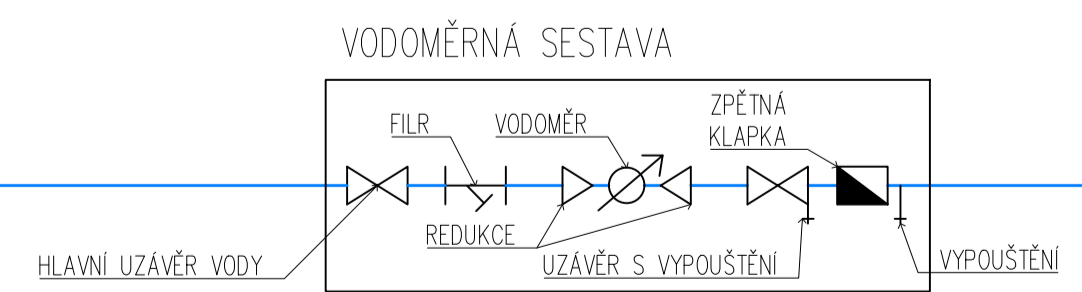 VODOMĚRNÁ SESTAVA
ZPĚTNÁ
KLAPKA
FILR
VODOMĚR
REDUKCE
HLAVNÍ UZÁVĚR VODY
UZÁVĚR S VYPOUŠTĚNÍ
VYPOUŠTĚNÍ